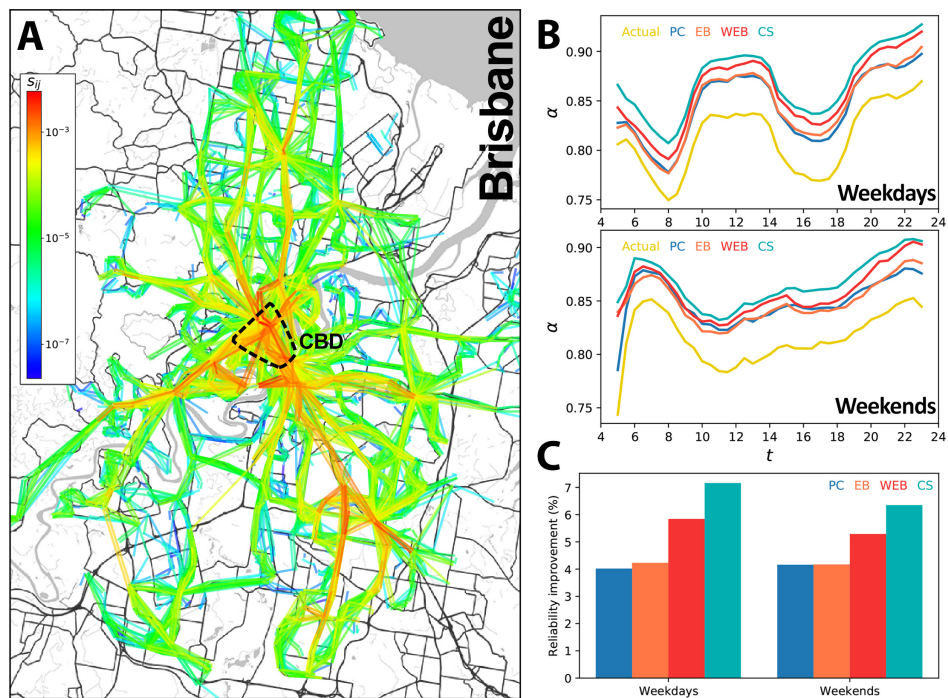 A
Brisbane
s_ij
10^-3
10^-5
10^-7
CBD
B
Actual PC EB WEB CS
0.90
0.85
0.80
0.75
α
Weekdays
4 6 8 10 12 14 16 18 20 22 24
Actual PC EB WEB CS
0.90
0.85
0.80
0.75
α
Weekends
4 6 8 10 12 14 16 18 20 22 24
t
C
PC EB WEB CS
Reliability improvement (%)
7
6
5
4
3
2
1
0
Weekdays Weekends